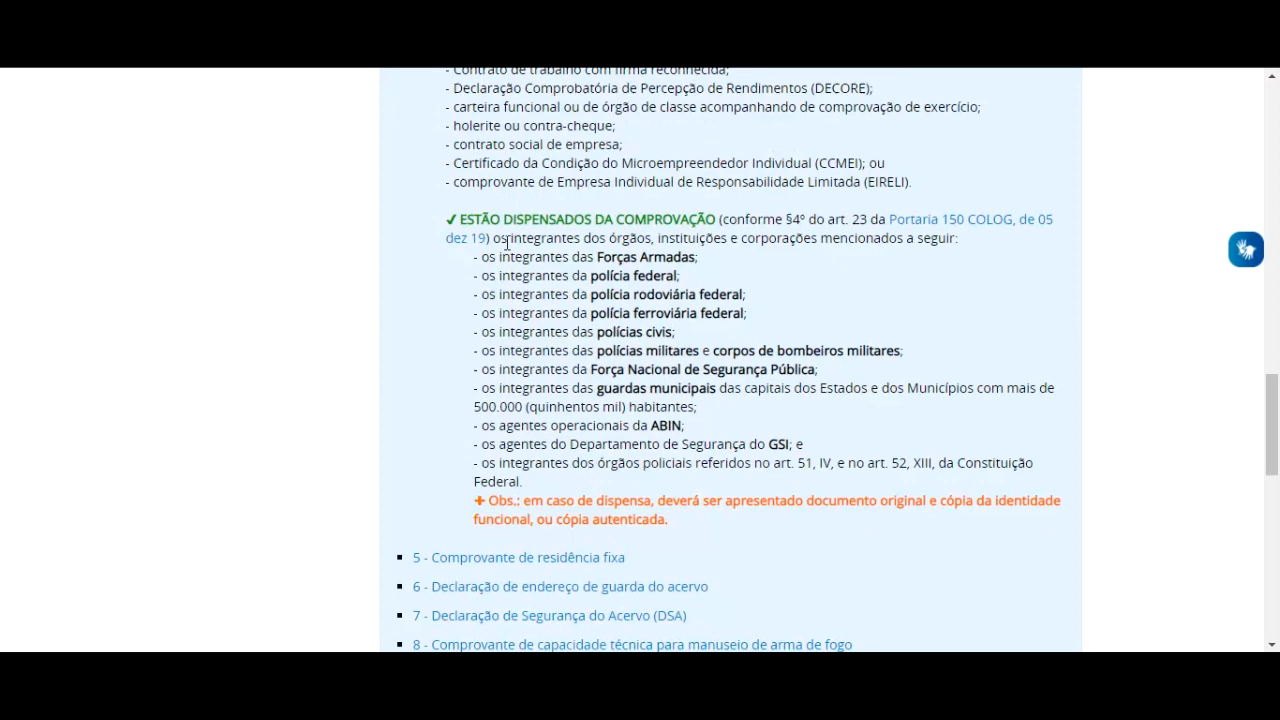 - Contrato de trabalho com firma reconhecida;
- Declaração Comprobatória de Percepção de Rendimentos (DECORE);
- carteira funcional ou de órgão de classe acompanhando de comprovação de exercício;
- holerite ou contra-cheque;
- contrato social de empresa;
- Certificado da Condição do Microempreendedor Individual (CCMEI); ou
- comprovante de Empresa Individual de Responsabilidade Limitada (EIRELI).
✓ ESTÃO DISPENSADOS DA COMPROVAÇÃO (conforme §4º do art. 23 da Portaria 150 COLOG, de 05
dez 19) os integrantes dos órgãos, instituições e corporações mencionados a seguir:
- os integrantes das Forças Armadas;
- os integrantes da polícia federal;
- os integrantes da polícia rodoviária federal;
- os integrantes da polícia ferroviária federal;
- os integrantes das polícias civis;
- os integrantes das polícias militares e corpos de bombeiros militares;
- os integrantes da Força Nacional de Segurança Pública;
- os integrantes das guardas municipais das capitais dos Estados e dos Municípios com mais de
500.000 (quinhentos mil) habitantes;
- os agentes operacionais da ABIN;
- os agentes do Departamento de Segurança do GSI; e
- os integrantes dos órgãos policiais referidos no art. 51, IV, e no art. 52, XIII, da Constituição
Federal.
+ Obs.: em caso de dispensa, deverá ser apresentado documento original e cópia da identidade
funcional, ou cópia autenticada.
5 - Comprovante de residência fixa
6 - Declaração de endereço de guarda do acervo
7 - Declaração de Segurança do Acervo (DSA)
8 - Comprovante de capacidade técnica para manuseio de arma de fogo